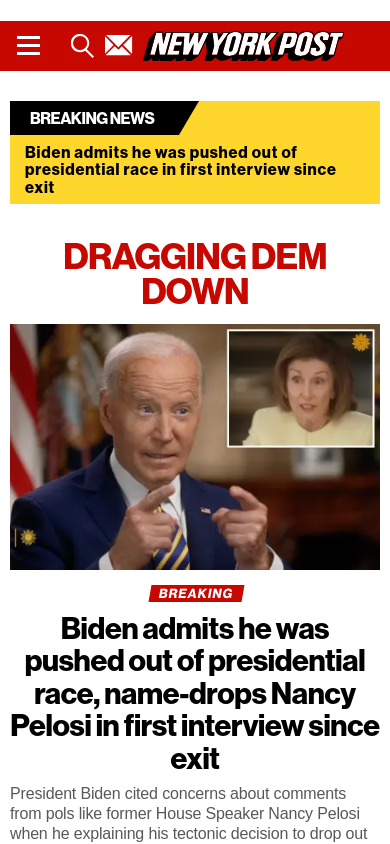 NEW YORK POST
BREAKING NEWS
Biden admits he was pushed out of
presidential race in first interview since
exit
DRAGGING DEM
DOWN
BREAKING
Biden admits he was
pushed out of presidential
race, name-drops Nancy
Pelosi in first interview since
exit
President Biden cited concerns about comments
from pols like former House Speaker Nancy Pelosi
when he explaining his tectonic decision to drop out